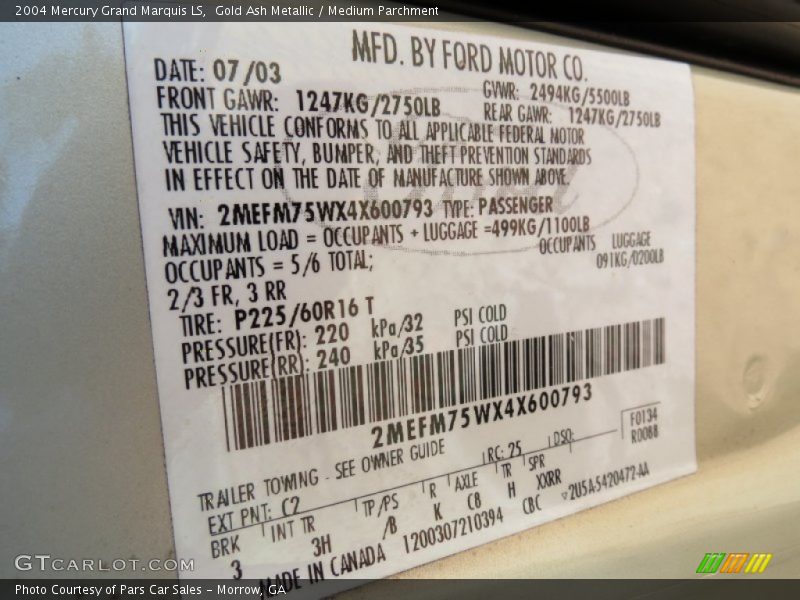 2004 Mercury Grand Marquis LS, Gold Ash Metallic / Medium Parchment
MFD. BY FORD MOTOR CO.
DATE: 07/03 GVWR: 2494KG/5500LB
FRONT GAWR: 1247KG/2750LB REAR GAWR: 1247KG/2750LB
THIS VEHICLE CONFORMS TO ALL APPLICABLE FEDERAL MOTOR
VEHICLE SAFETY, BUMPER, AND THEFT PREVENTION STANDARDS
IN EFFECT ON THE DATE OF MANUFACTURE SHOWN ABOVE.
VIN: 2MEFM75WX4X600793 TYPE: PASSENGER
MAXIMUM LOAD = OCCUPANTS + LUGGAGE =499KG/1100LB
OCCUPANTS = 5/6 TOTAL; OCCUPANTS LUGGAGE
2/3 FR, 3 RR 091KG/0200LB
TIRE: P225/60R16 T
PRESSURE(FR): 220 kPa/32 PSI COLD
PRESSURE(RR): 240 kPa/35 PSI COLD
2MEFM75WX4X600793
TRAILER TOWING - SEE OWNER GUIDE
EXT PNT: C2 RC: 25 DSO: F0134
R0088
BRK INT TR TP/PS R AXLE TR SPR
3 3H /B K C8 H XXRR
MADE IN CANADA 1200307210394 CBC 2U5A-5420472-AA
GTCARLOT.COM
Photo Courtesy of Pars Car Sales - Morrow, GA